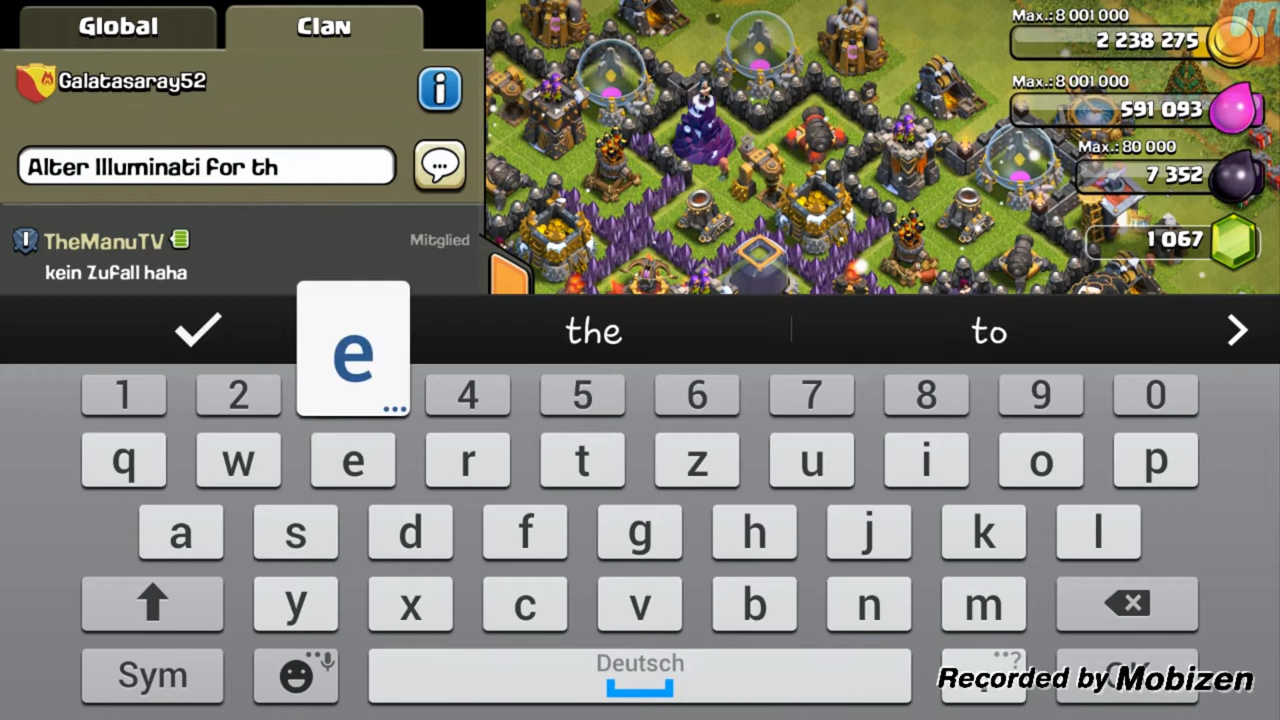 Global
Clan
Galatasaray52
Alter Illuminati for th
TheManuTV
Mitglied
kein Zufall haha
Max.: 8 001 000
2 238 275
Max.: 8 001 000
591 093
Max.: 80 000
7 352
1 067
e
the
to
1 2 4 5 6 7 8 9 0
q w e r t z u i o p
a s d f g h j k l
y x c v b n m
Sym
Deutsch
Recorded by Mobizen